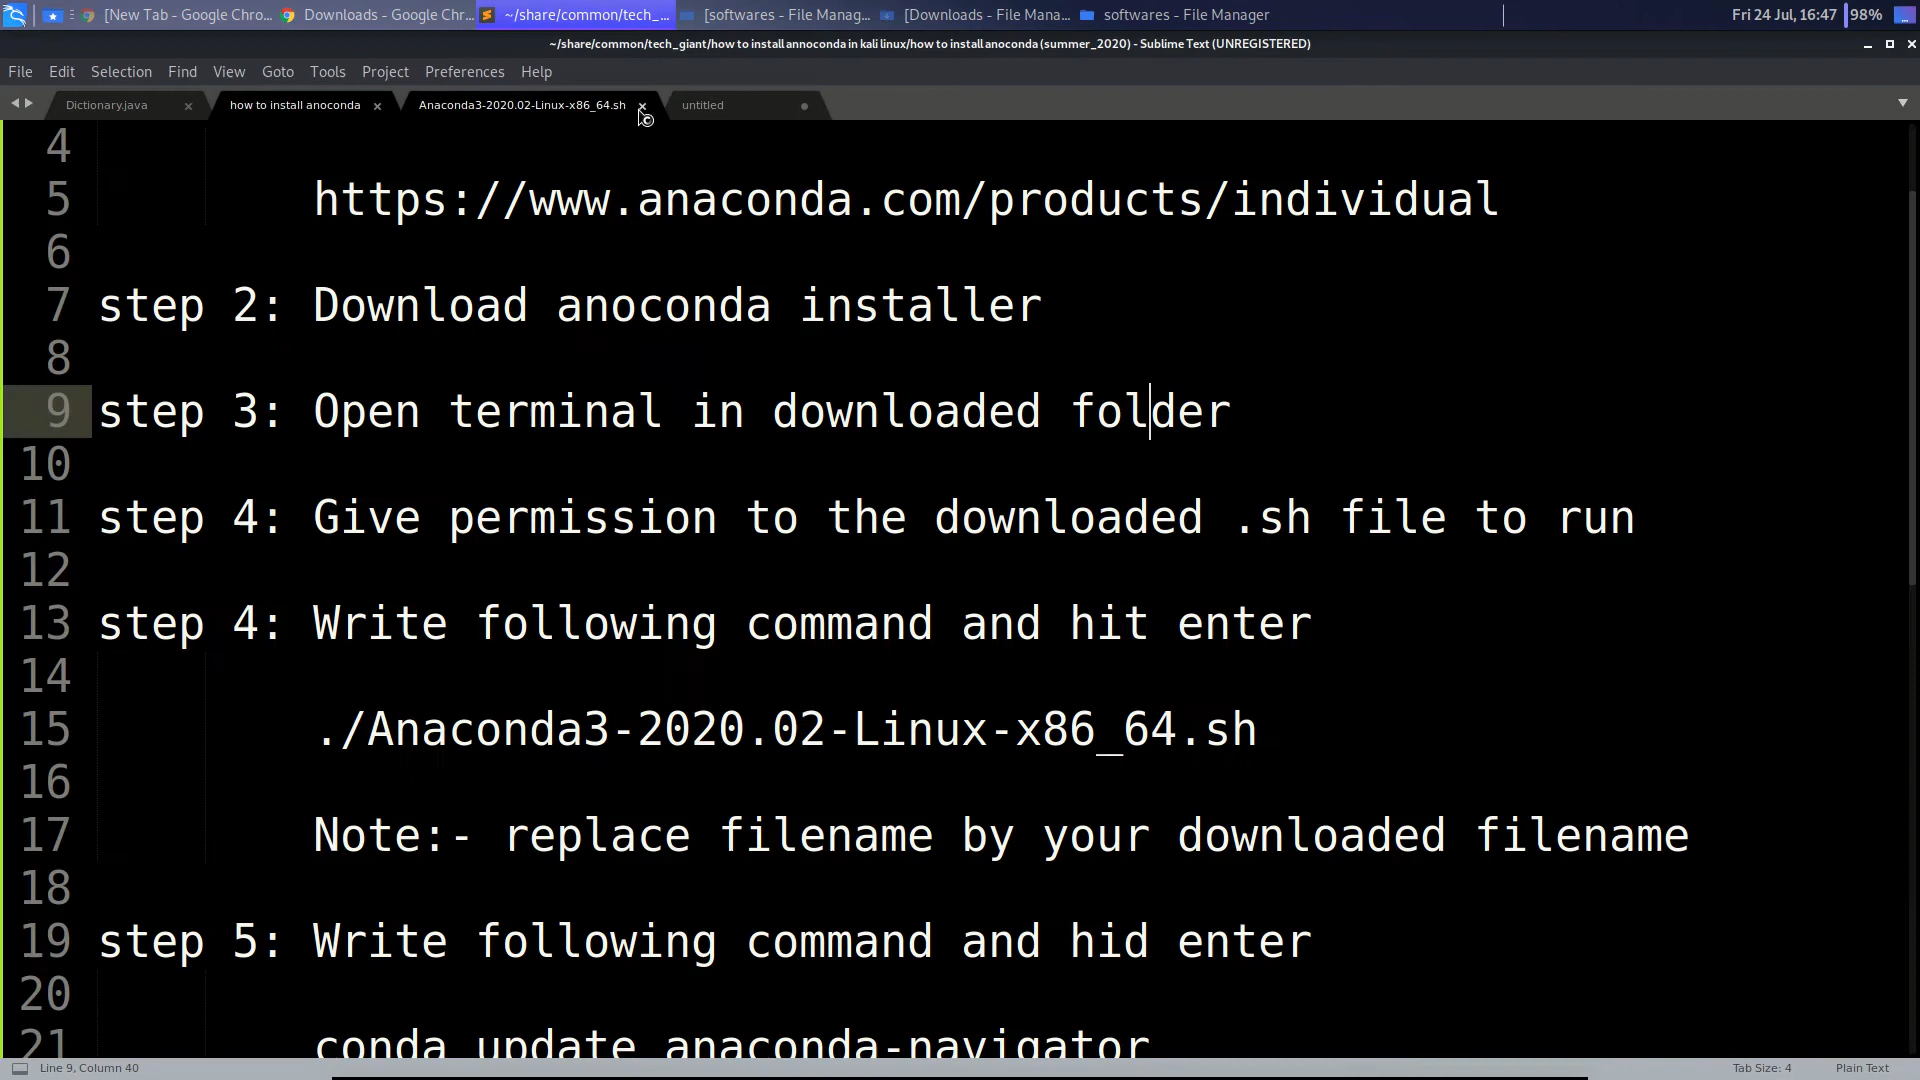 [New Tab - Google Chro... Downloads - Google Chr... ~/share/common/tech_... [softwares - File Manag... [Downloads - File Mana... softwares - File Manager Fri 24 Jul, 16:47 98%
~/share/common/tech_giant/how to install annoconda in kali linux/how to install anoconda (summer_2020) - Sublime Text (UNREGISTERED)
File Edit Selection Find View Goto Tools Project Preferences Help
Dictionary.java how to install anoconda Anaconda3-2020.02-Linux-x86_64.sh untitled
4
5 https://www.anaconda.com/products/individual
6
7 step 2: Download anoconda installer
8
9 step 3: Open terminal in downloaded folder
10
11 step 4: Give permission to the downloaded .sh file to run
12
13 step 4: Write following command and hit enter
14
15 ./Anaconda3-2020.02-Linux-x86_64.sh
16
17 Note:- replace filename by your downloaded filename
18
19 step 5: Write following command and hid enter
20
21 conda update anaconda-navigator
Line 9, Column 40 Tab Size: 4 Plain Text